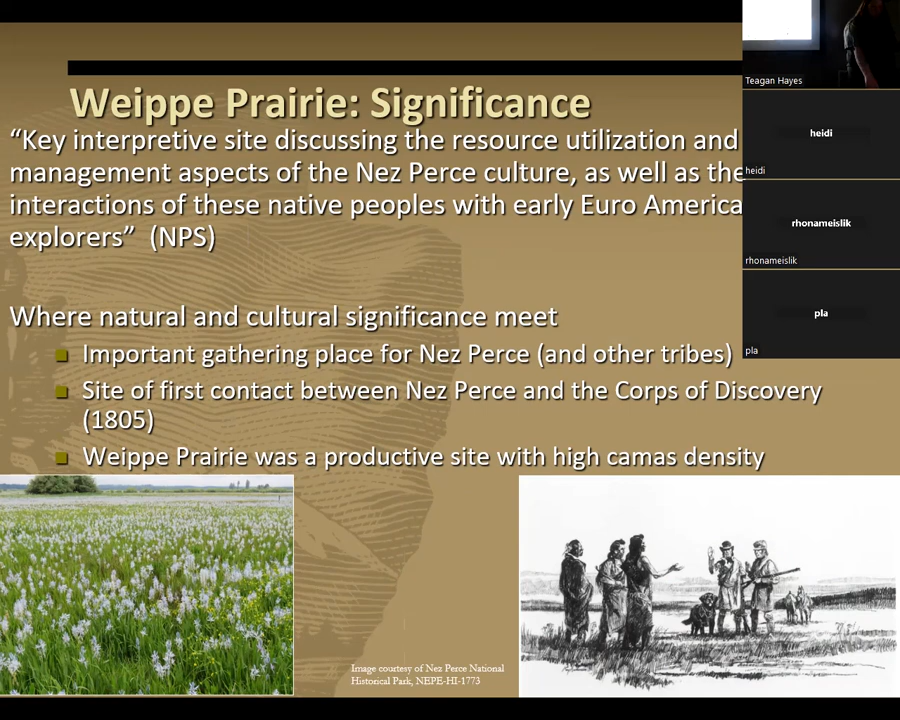 Weippe Prairie: Significance
“Key interpretive site discussing the resource utilization and
management aspects of the Nez Perce culture, as well as the
interactions of these native peoples with early Euro America
explorers” (NPS)
Where natural and cultural significance meet
Important gathering place for Nez Perce (and other tribes)
Site of first contact between Nez Perce and the Corps of Discovery
(1805)
Weippe Prairie was a productive site with high camas density
Image courtesy of Nez Perce National
Historical Park, NEPE-HI-1773
Teagan Hayes
heidi
heidi
rhonameislik
rhonameislik
pla
pla